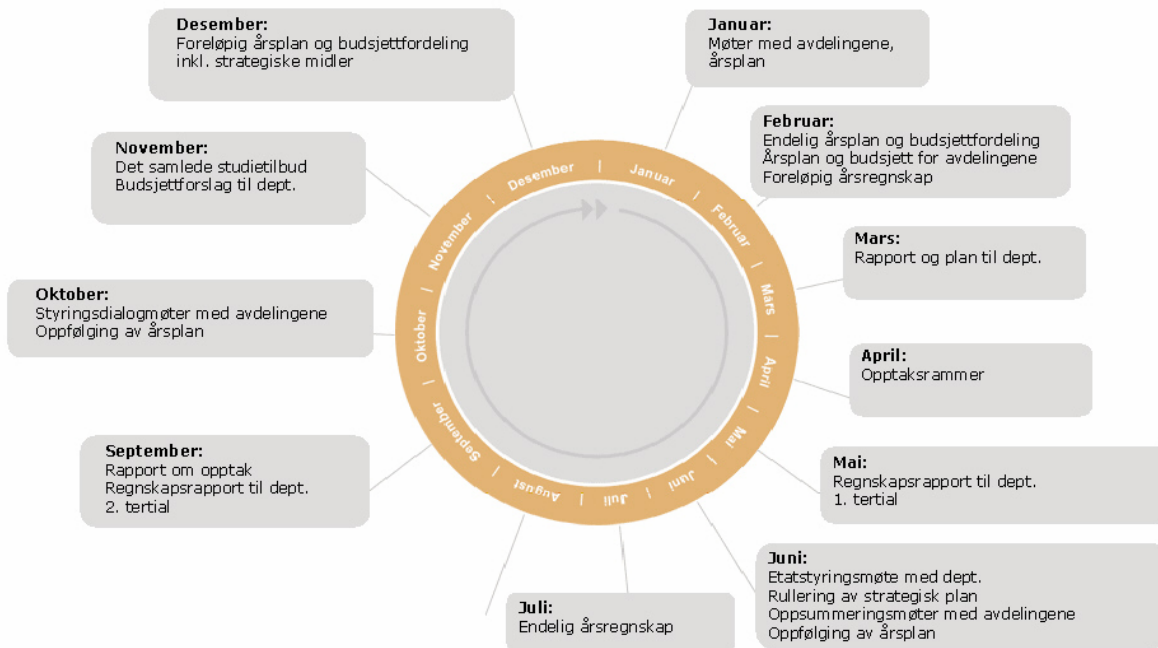 Desember:
Foreløpig årsplan og budsjettfordeling
inkl. strategiske midler
Januar:
Møter med avdelingene,
årsplan
Februar:
Endelig årsplan og budsjettfordeling
Årsplan og budsjett for avdelingene
Foreløpig årsregnskap
November:
Det samlede studietilbud
Budsjettforslag til dept.
Mars:
Rapport og plan til dept.
Oktober:
Styringsdialogmøter med avdelingene
Oppfølging av årsplan
April:
Opptaksrammer
September:
Rapport om opptak
Regnskapsrapport til dept.
2. tertial
Mai:
Regnskapsrapport til dept.
1. tertial
Juni:
Etatstyringsmøte med dept.
Rullering av strategisk plan
Oppsummeringsmøter med avdelingene
Oppfølging av årsplan
Juli:
Endelig årsregnskap
Januar
Februar
Mars
April
Mai
Juni
Juli
August
September
Oktober
November
Desember